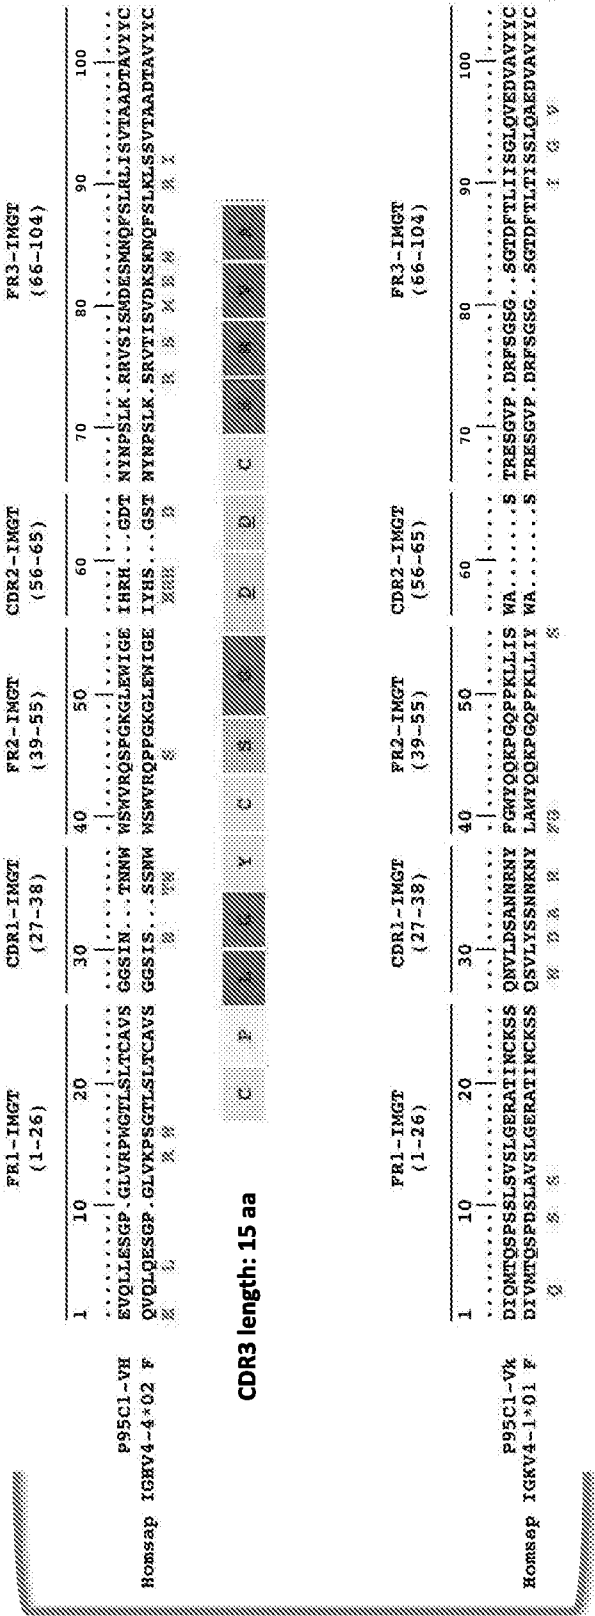 FR1-IMGT CDR1-IMGT FR2-IMGT CDR2-IMGT FR3-IMGT
(1-26) (27-38) (39-55) (56-65) (66-104)
1 10 20 30 40 50 60 70 80 90 100
P95C1-VH EVQLLESGP.GLVRPWGTLSLTCAVS GGSIN...TNNW WSWVRQSPGKGLEWIGE IHRH...GDT NYNPSLK.RRVSISMDESMNQFSLRLISVTAADTAVYYC
Homsap IGHV4-4*02 F QVQLQESGP.GLVKPSGTLSLTCAVS GGSIS...SSNW WSWVRQPPGKGLEWIGE IYHS...GST NYNPSLK.SRVTISVDKSKNQFSLKLSSVTAADTAVYYC
CDR3 length: 15 aa
FR1-IMGT CDR1-IMGT FR2-IMGT CDR2-IMGT FR3-IMGT
(1-26) (27-38) (39-55) (56-65) (66-104)
1 10 20 30 40 50 60 70 80 90 100
P95C1-Vk DIQMTQSPSSLSVSLGERATINCKSS QNVLDSANNRNY FGWYQQKPGQPPKLLIS WA.......S TRESGVP.DRFSGSG..SGTDFTLIISGLQVEDVAVYYC
Homsap IGKV4-1*01 F DIVMTQSPDSLAVSLGERATINCKSS QSVLYSSNNKNY LAWYQQKPGQPPKLLIY WA.......S TRESGVP.DRFSGSG..SGTDFTLTISSLQAEDVAVYYC